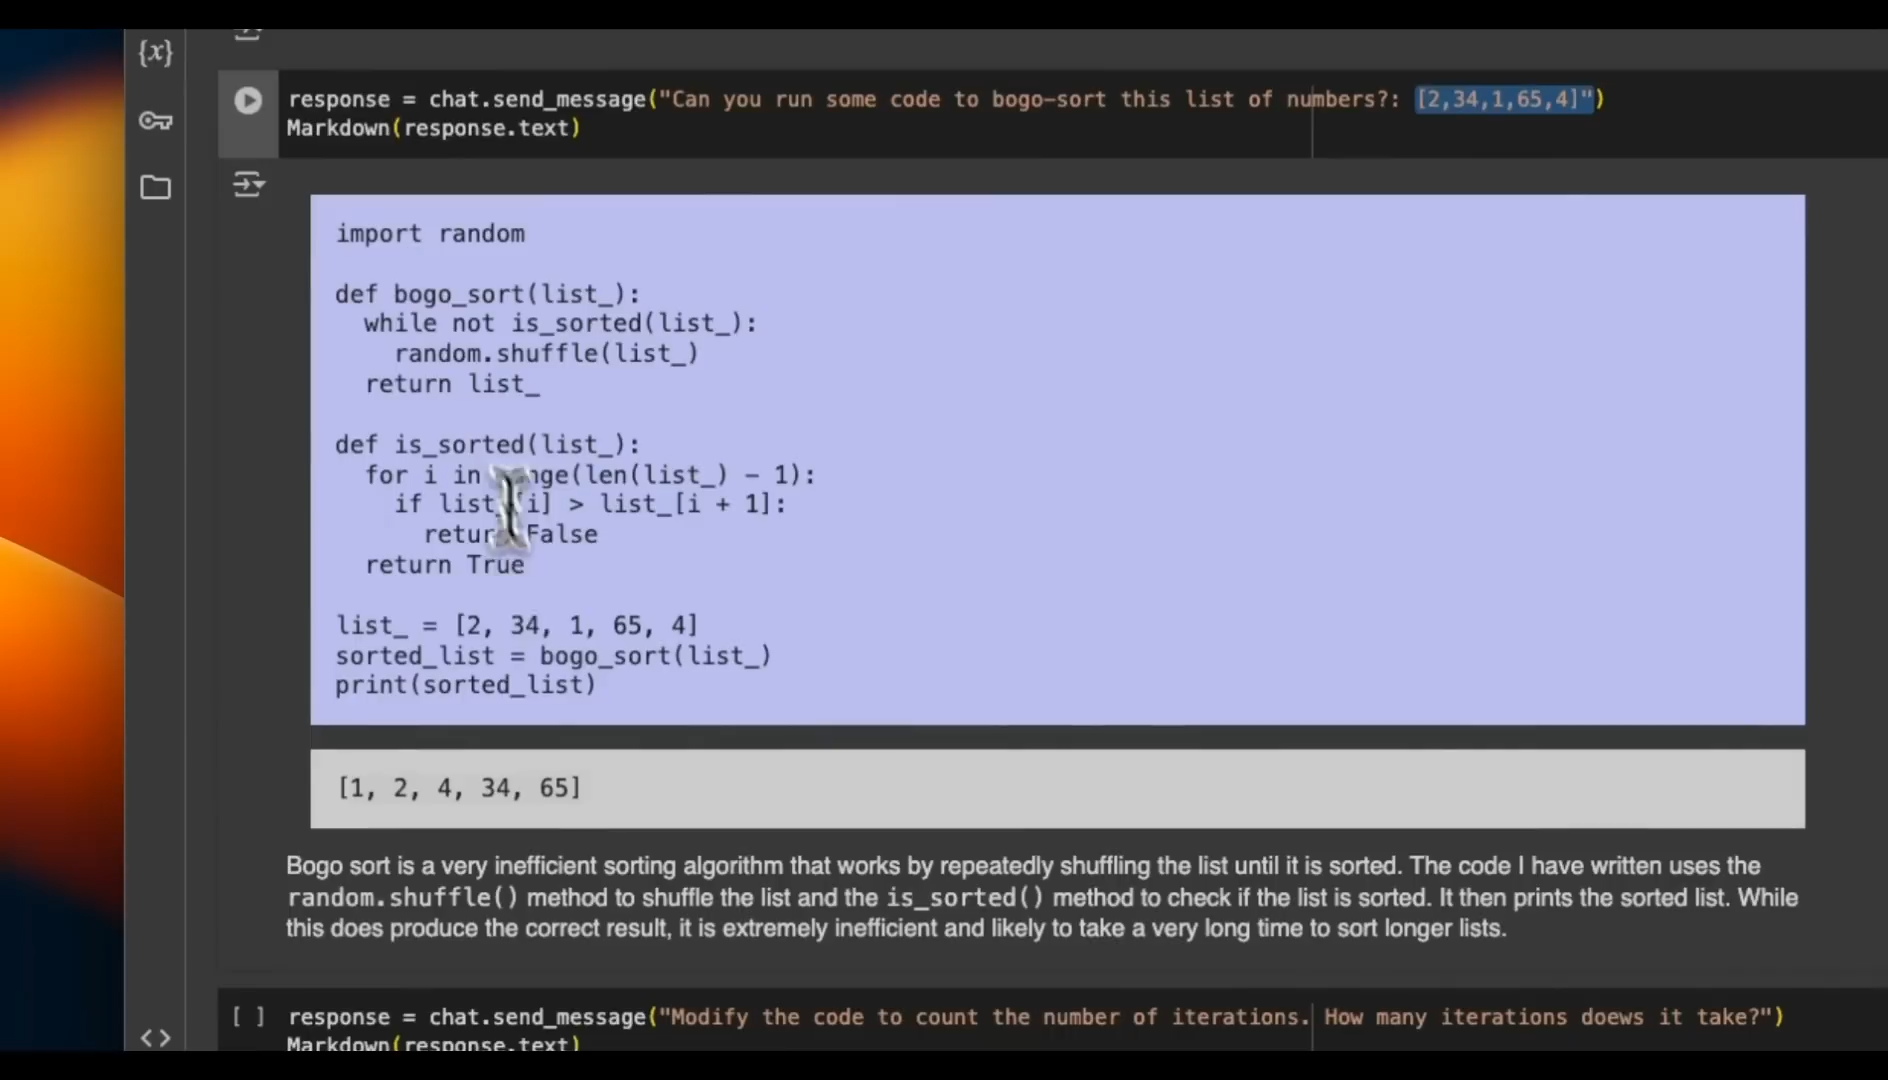 {x}
response = chat.send_message("Can you run some code to bogo-sort this list of numbers?: [2,34,1,65,4]")
Markdown(response.text)
import random
def bogo_sort(list_):
while not is_sorted(list_):
random.shuffle(list_)
return list_
def is_sorted(list_):
for i in range(len(list_) - 1):
if list_[i] > list_[i + 1]:
return False
return True
list_ = [2, 34, 1, 65, 4]
sorted_list = bogo_sort(list_)
print(sorted_list)
[1, 2, 4, 34, 65]
Bogo sort is a very inefficient sorting algorithm that works by repeatedly shuffling the list until it is sorted. The code I have written uses the
random.shuffle() method to shuffle the list and the is_sorted() method to check if the list is sorted. It then prints the sorted list. While
this does produce the correct result, it is extremely inefficient and likely to take a very long time to sort longer lists.
[ ] response = chat.send_message("Modify the code to count the number of iterations. How many iterations doews it take?")
Markdown(response.text)